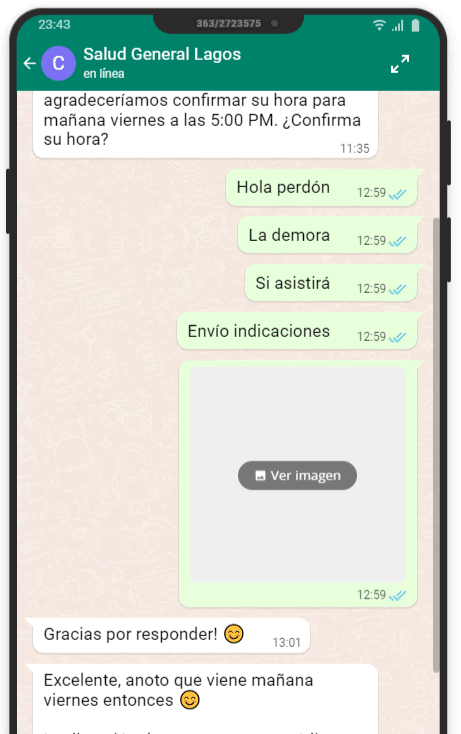 23:43
363/2723575
C
Salud General Lagos
en línea
agradeceríamos confirmar su hora para
mañana viernes a las 5:00 PM. ¿Confirma
su hora?
11:35
Hola perdón
12:59
La demora
12:59
Si asistirá
12:59
Envío indicaciones
12:59
Ver imagen
12:59
Gracias por responder! 😊
13:01
Excelente, anoto que viene mañana
viernes entonces 😊